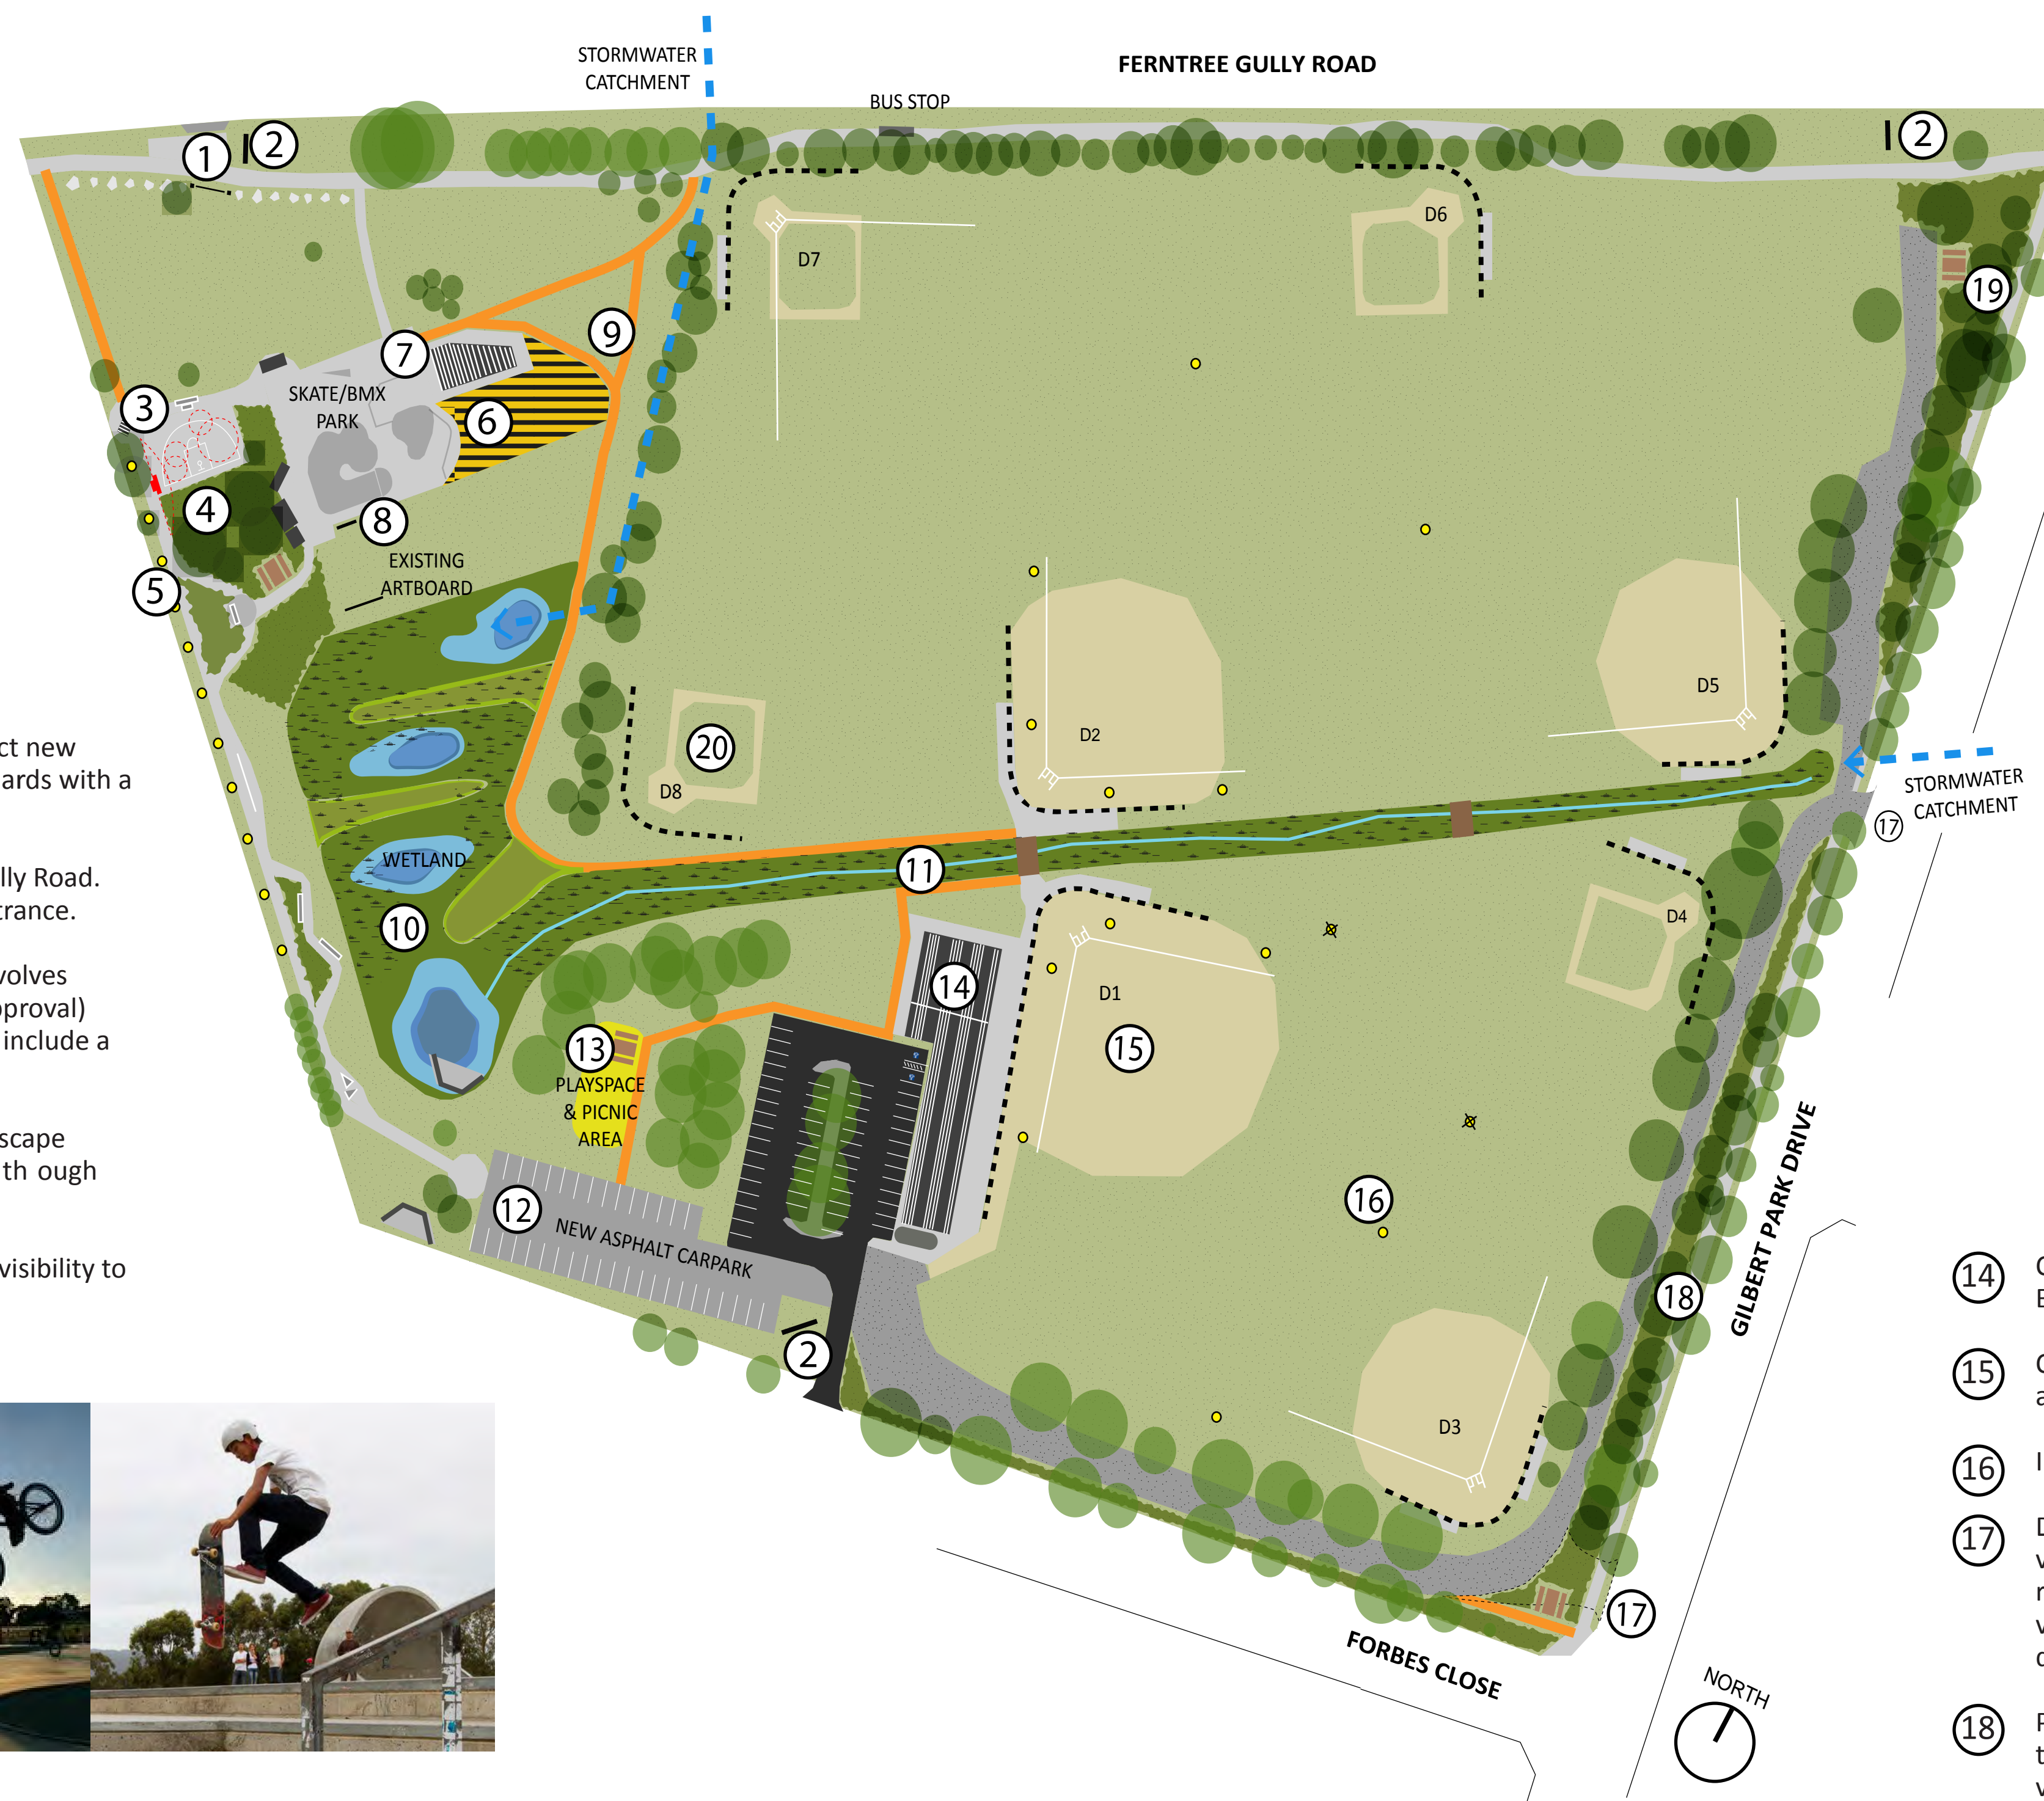 STORMWATER
CATCHMENT
FERNTREE GULLY ROAD
BUS STOP
1
2
2
D7
D6
19
9
7
3
SKATE/BMX
PARK
6
4
8
EXISTING
ARTBOARD
5
D5
D2
20
D8
STORMWATER
CATCHMENT
17
WETLAND
11
10
D4
14
D1
15
13
PLAYSPACE
& PICNIC
AREA
12
NEW ASPHALT CARPARK
16
2
18
GILBERT PARK DRIVE
D3
17
FORBES CLOSE
NORTH
ct new
ards with a
lly Road.
trance.
volves
proval)
include a
scape
th ough
visibility to
14
15
a
16
I
17
18